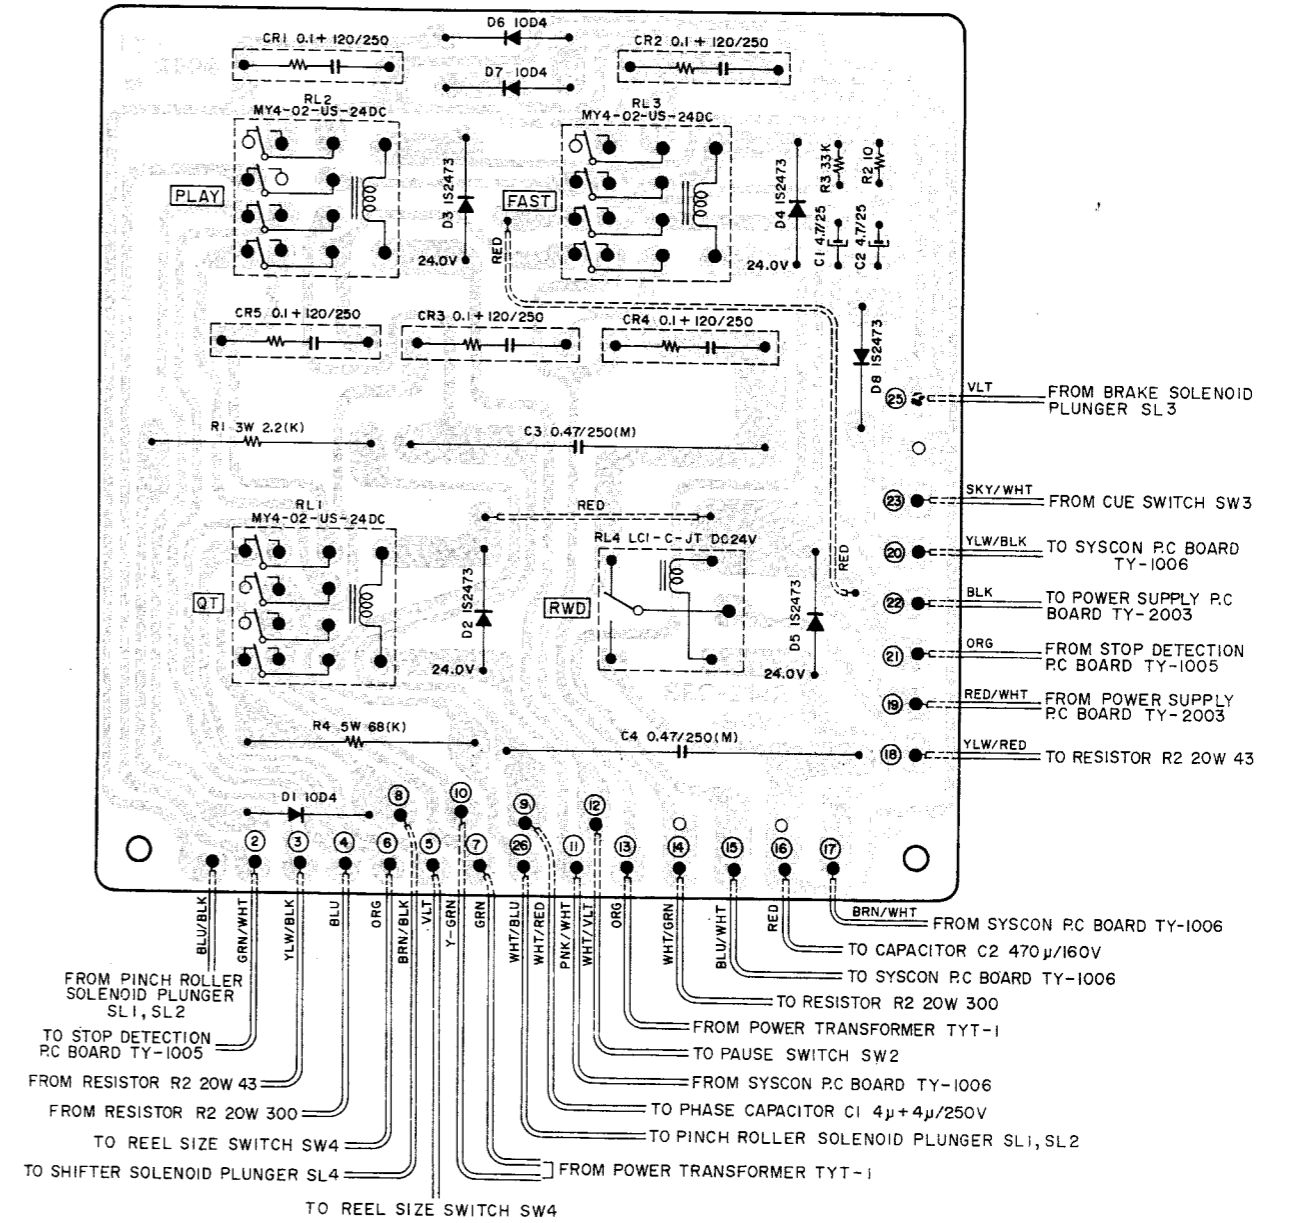 D6 10D4
CR1 0.1+120/250
CR2 0.1+120/250
D7 10D4
RL2
MY4-02-US-24DC
RL3
MY4-02-US-24DC
PLAY
D3 1S2473
24.0V
FAST
RED
D4 1S2473
24.0V
R3 33K
R2 10
C1 4.7/25
C2 4.7/25
CR5 0.1+120/250
CR3 0.1+120/250
CR4 0.1+120/250
D8 1S2473
25
VLT
FROM BRAKE SOLENOID
PLUNGER SL3
R1 3W 2.2(K)
C3 0.47/250(M)
23
SKY/WHT
FROM CUE SWITCH SW3
RL1
MY4-02-US-24DC
RED
RL4 LC1-C-JT DC24V
RED
20
YLW/BLK
TO SYSCON P.C BOARD
TY-1006
QT
D2 1S2473
24.0V
RWD
D5 1S2473
24.0V
22
BLK
TO POWER SUPPLY P.C
BOARD TY-2003
21
ORG
FROM STOP DETECTION
P.C BOARD TY-1005
19
RED/WHT
FROM POWER SUPPLY
P.C BOARD TY-2003
R4 5W 68(K)
C4 0.47/250(M)
18
YLW/RED
TO RESISTOR R2 20W 43
D1 10D4
8
10
9
12
2
3
4
6
5
7
26
11
13
14
15
16
17
BLU/BLK
GRN/WHT
YLW/BLK
BLU
ORG
BRN/BLK
VLT
Y-GRN
GRN
WHT/BLU
WHT/RED
PNK/WHT
WHT/VLT
ORG
WHT/GRN
BLU/WHT
RED
BRN/WHT
FROM SYSCON P.C BOARD TY-1006
TO CAPACITOR C2 470µ/160V
TO SYSCON P.C BOARD TY-1006
TO RESISTOR R2 20W 300
FROM POWER TRANSFORMER TYT-1
TO PAUSE SWITCH SW2
FROM SYSCON P.C BOARD TY-1006
TO PHASE CAPACITOR C1 4µ+4µ/250V
TO PINCH ROLLER SOLENOID PLUNGER SL1, SL2
FROM POWER TRANSFORMER TYT-1
FROM PINCH ROLLER
SOLENOID PLUNGER
SL1, SL2
TO STOP DETECTION
P.C BOARD TY-1005
FROM RESISTOR R2 20W 43
FROM RESISTOR R2 20W 300
TO REEL SIZE SWITCH SW4
TO SHIFTER SOLENOID PLUNGER SL4
TO REEL SIZE SWITCH SW4